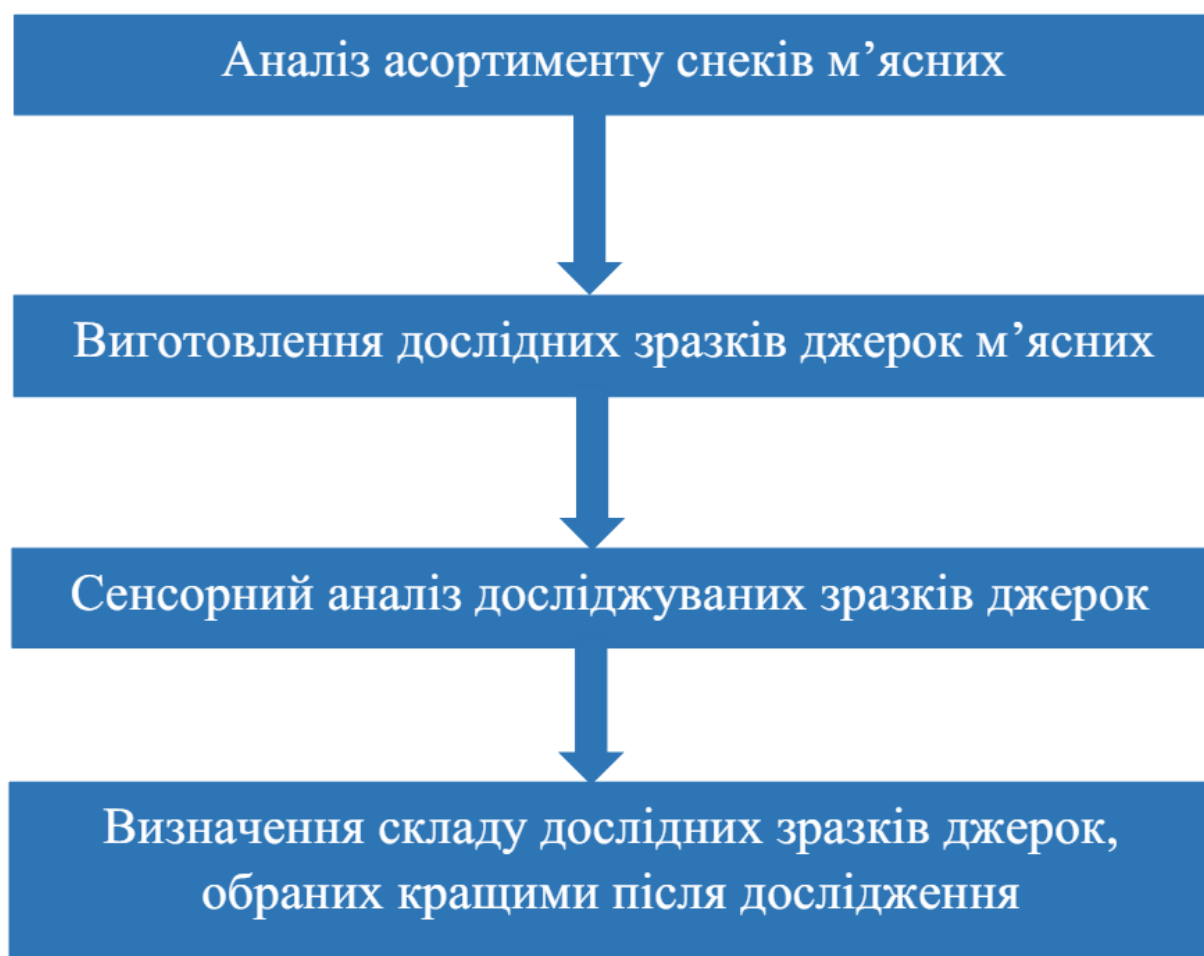 Аналіз асортименту снеків м’ясних
Виготовлення дослідних зразків джерок м’ясних
Сенсорний аналіз досліджуваних зразків джерок
Визначення складу дослідних зразків джерок,
обраних кращими після дослідження